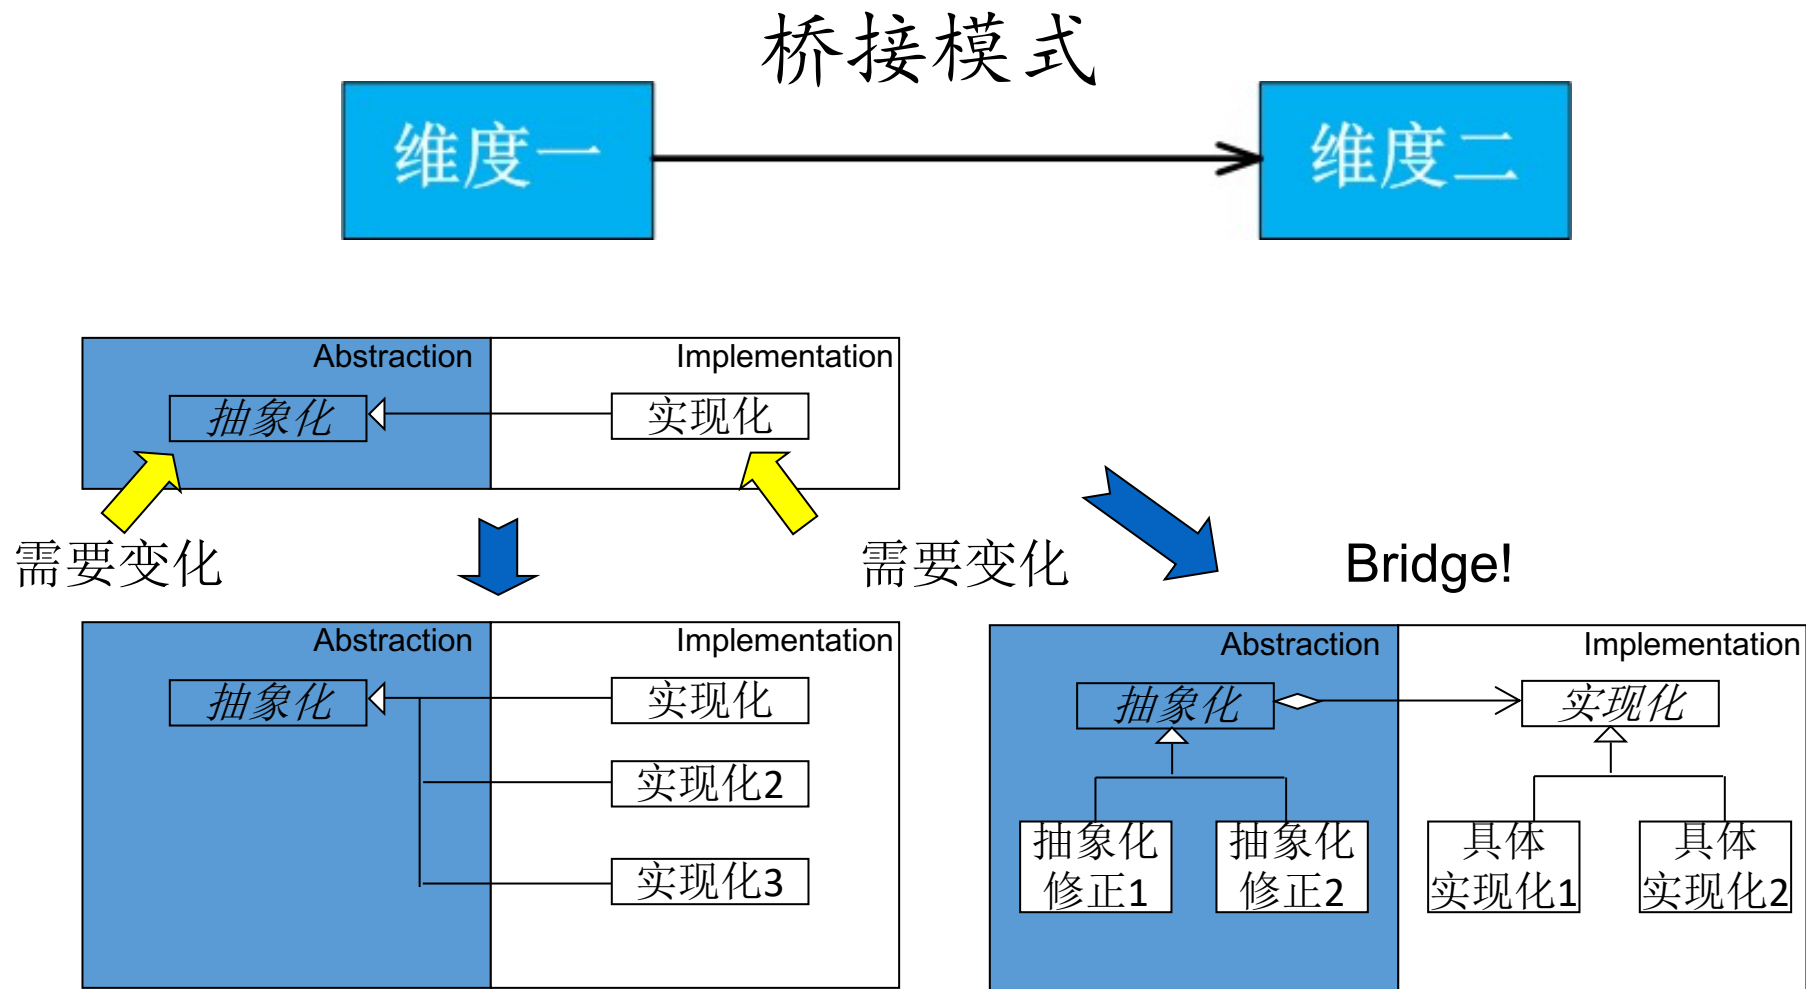 桥接模式
维度一
维度二
Abstraction
Implementation
抽象化
实现化
需要变化
需要变化
Bridge!
Abstraction
Implementation
抽象化
实现化
实现化2
实现化3
Abstraction
Implementation
抽象化
实现化
抽象化
修正1
抽象化
修正2
具体
实现化1
具体
实现化2